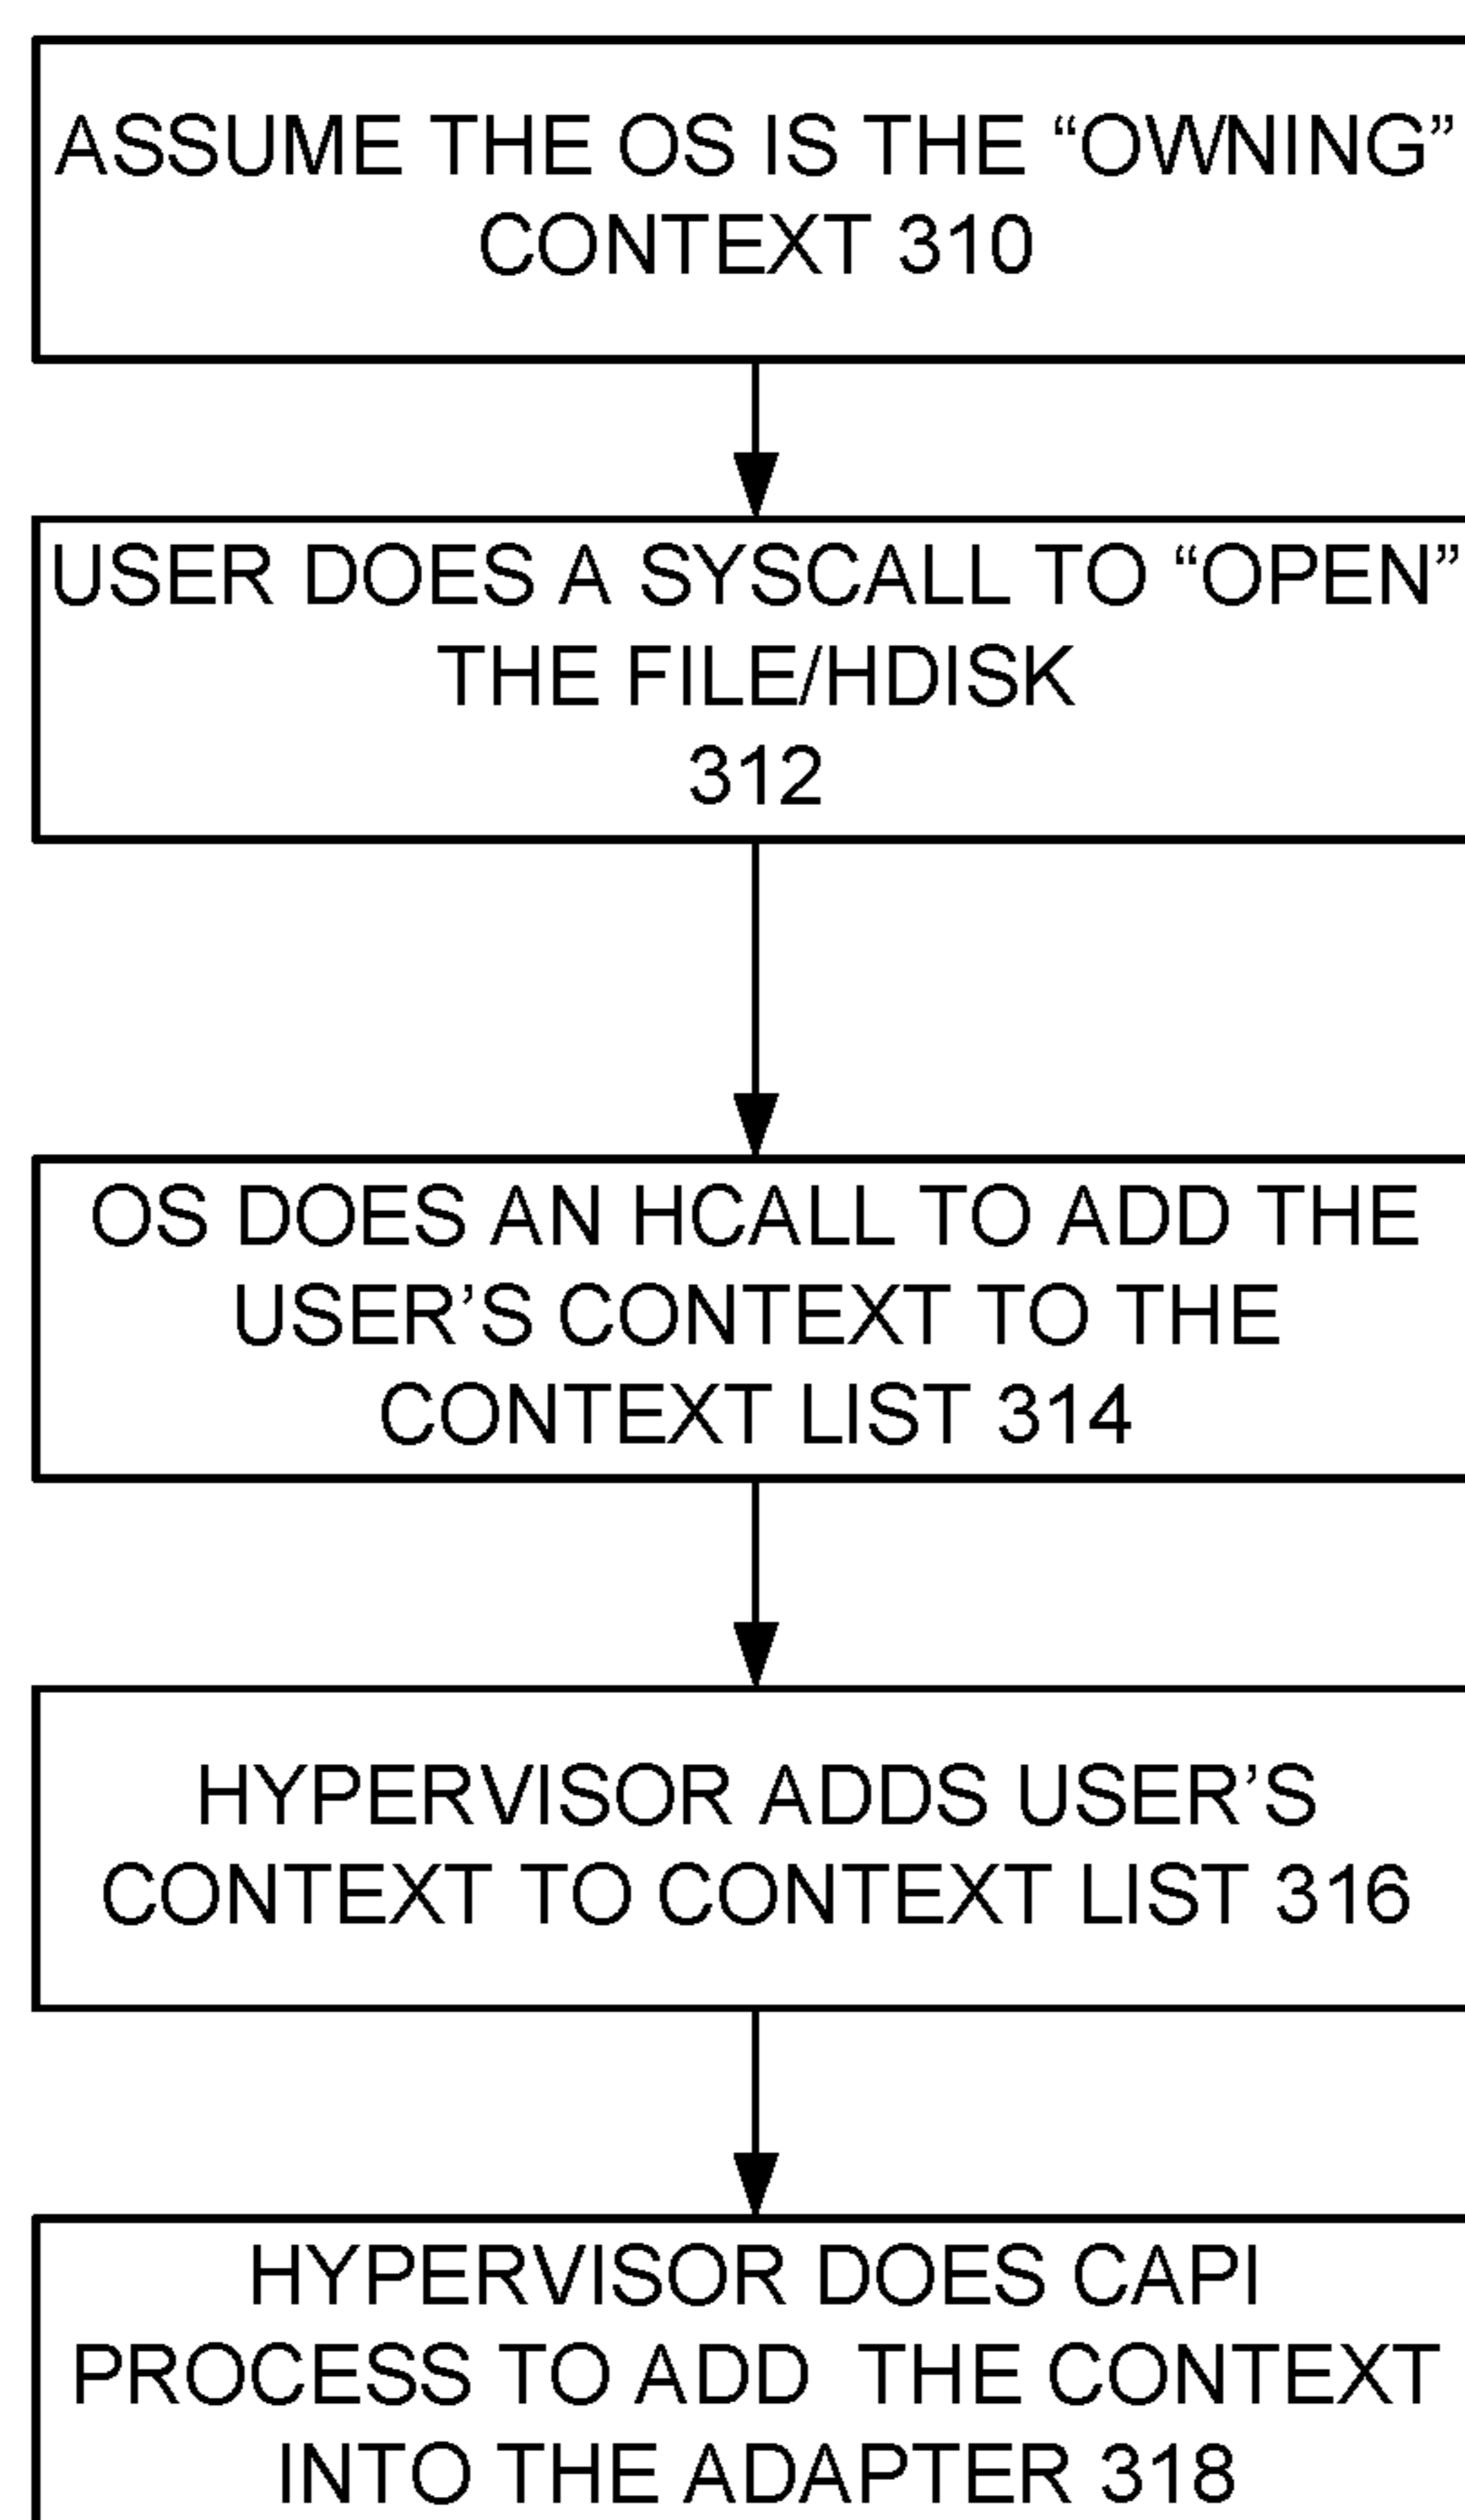 ASSUME THE OS IS THE “OWNING”
CONTEXT 310
USER DOES A SYSCALL TO “OPEN”
THE FILE/HDISK
312
OS DOES AN HCALL TO ADD THE
USER’S CONTEXT TO THE
CONTEXT LIST 314
HYPERVISOR ADDS USER’S
CONTEXT TO CONTEXT LIST 316
HYPERVISOR DOES CAPI
PROCESS TO ADD THE CONTEXT
INTO THE ADAPTER 318